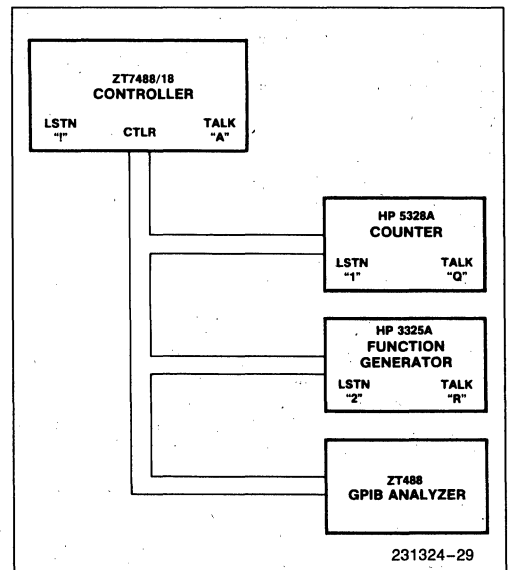 ZT7488/18
CONTROLLER
LSTN CTLR TALK
"!" "A"
HP 5328A
COUNTER
LSTN TALK
"1" "Q"
HP 3325A
FUNCTION
GENERATOR
LSTN TALK
"2" "R"
ZT488
GPIB ANALYZER
231324-29